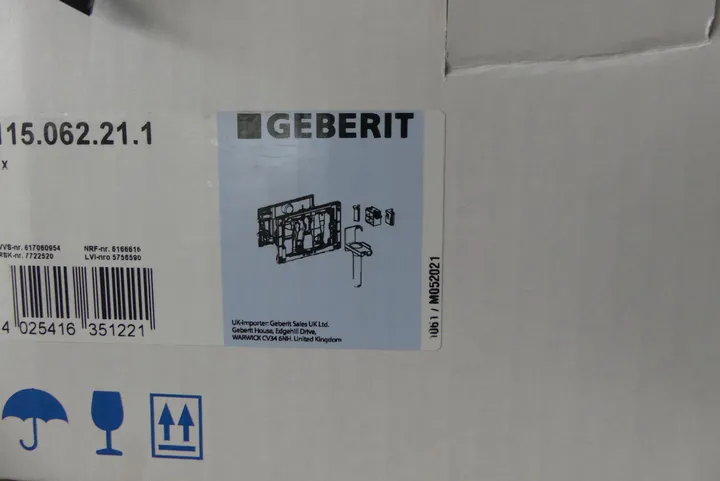 115.062.21.1
x
GEBERIT
VVS-nr. 617060954 NRF-nr. 6166616
RSK-nr. 7722520 LVI-nro 5756590
4 025416 351221
UK-Importer: Geberit Sales UK Ltd.
Geberit House, Edgehill Drive,
WARWICK CV34 6NH. United Kingdom
1061 / M052021